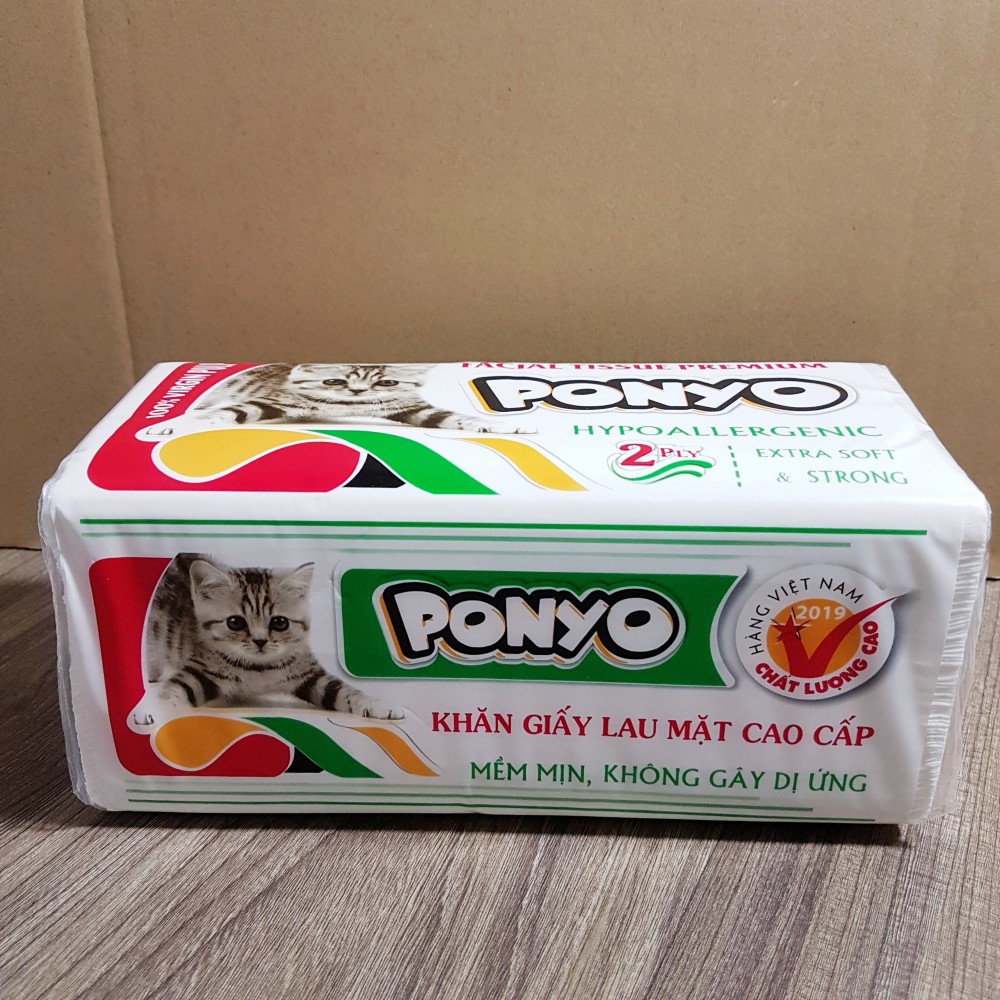 100% VIRGIN PULP
FACIAL TISSUE PREMIUM
PONYO
HYPOALLERGENIC
2 PLY
EXTRA SOFT
& STRONG
PONYO
HÀNG VIỆT NAM
2019
CHẤT LƯỢNG CAO
KHĂN GIẤY LAU MẶT CAO CẤP
MỀM MỊN, KHÔNG GÂY DỊ ỨNG